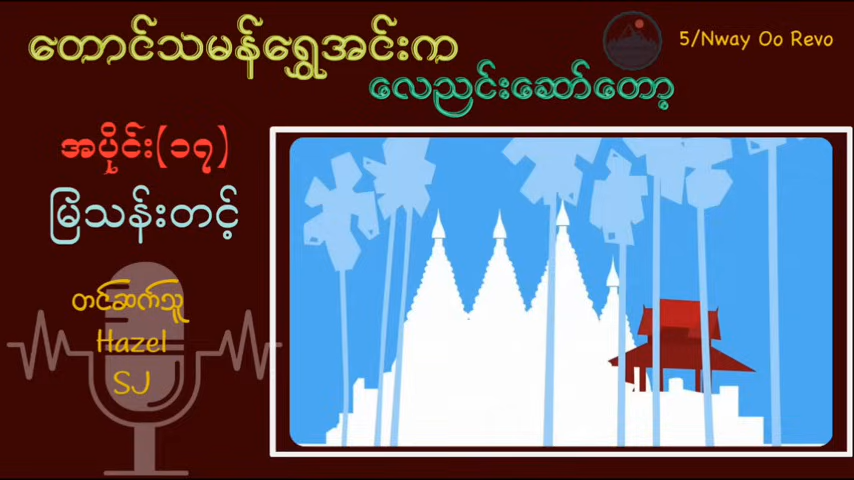 တောင်သမန်ရွှေအင်းက
5/Nway Oo Revo
လေညင်းဆော်တော့
အပိုင်း(၁၇)
မြသန်းတင့်
တင်ဆက်သူ
Hazel
SJ